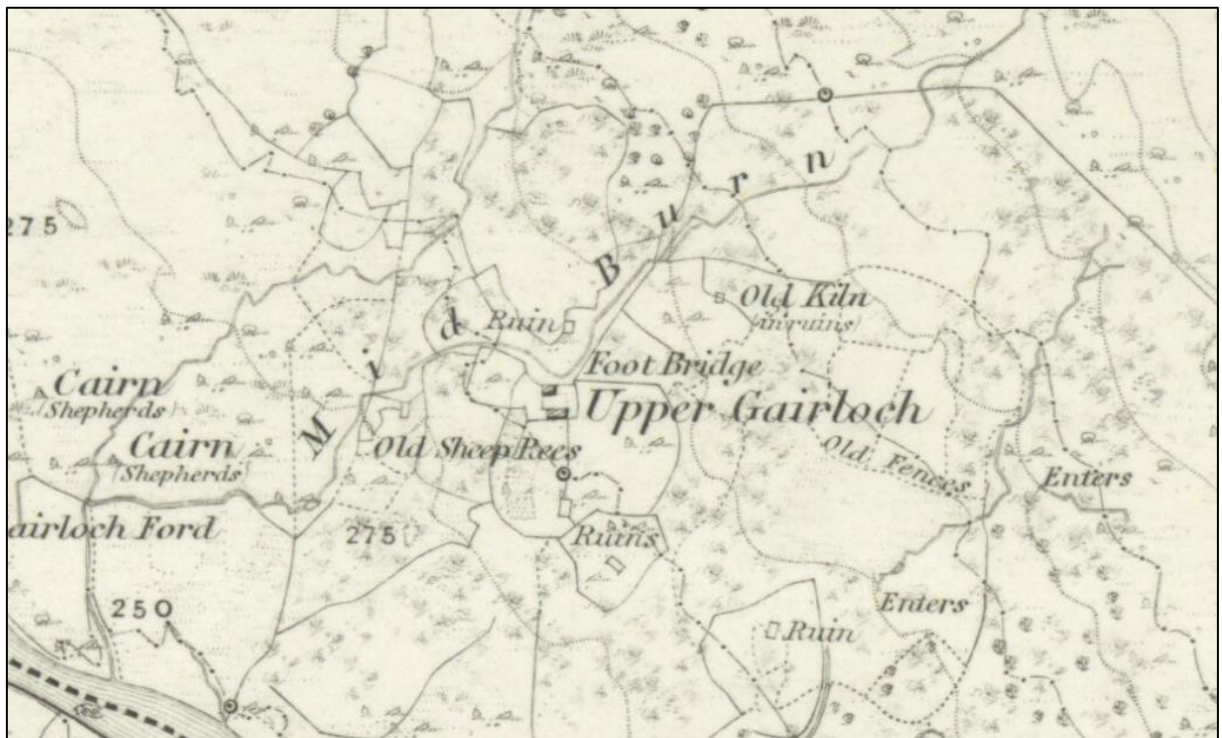 275
Mid Burn
Ruin
Old Kiln
(in ruins)
Foot Bridge
Cairn
(Shepherds)
Upper Gairloch
Cairn
(Shepherds)
Old Sheep Rees
Old Fences
Enters
airloch Ford
275
Ruins
250
Enters
Ruin